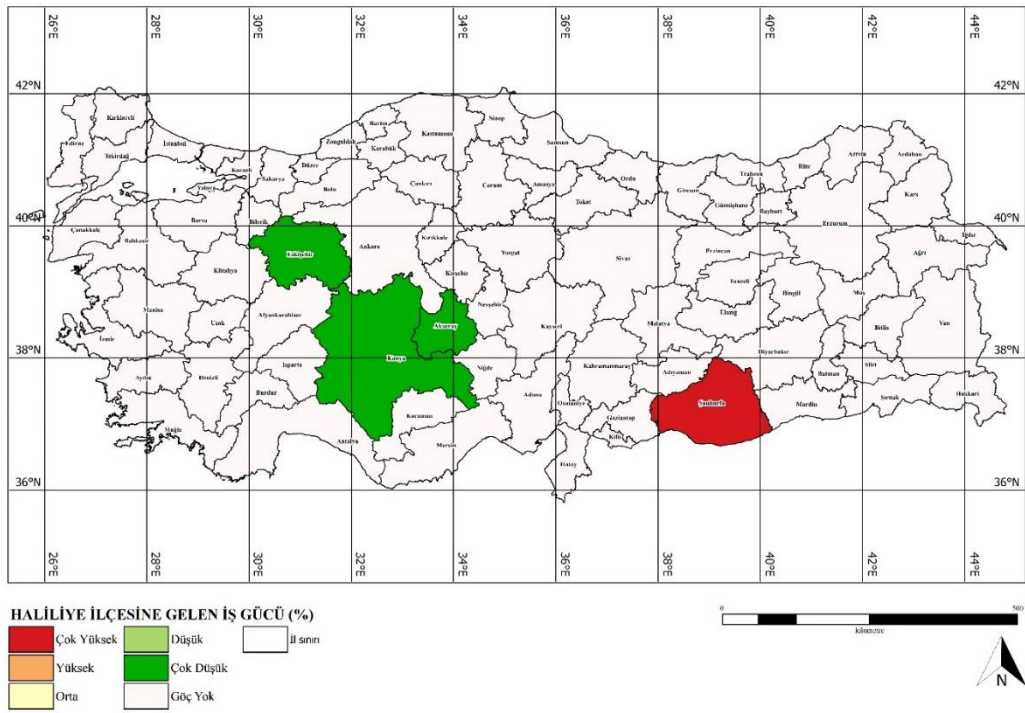 26°E 28°E 30°E 32°E 34°E 36°E 38°E 40°E 42°E 44°E
42°N 42°N
Kırklareli Edirne Tekirdağ İstanbul Kocaeli Yalova Sakarya Düzce Zonguldak Bartın Karabük Kastamonu Sinop Samsun
Bolu Çankırı Çorum Amasya Tokat Ordu Giresun Trabzon Gümüşhane Bayburt Rize Artvin Ardahan Kars
40°N 40°N
Çanakkale Balıkesir Bursa Bilecik Eskişehir Ankara Kırıkkale Yozgat Sivas Erzincan Erzurum Iğdır Ağrı
Kütahya Kırşehir Tunceli Bingöl Muş
Manisa Uşak Afyonkarahisar Aksaray Nevşehir Kayseri Malatya Elazığ Bitlis Van
İzmir
38°N 38°N
Aydın Denizli Isparta Burdur Konya Niğde Kahramanmaraş Adıyaman Diyarbakır Batman Siirt
Muğla Antalya Karaman Mersin Adana Osmaniye Gaziantep Kilis Şanlıurfa Mardin Şırnak Hakkari
Hatay
36°N 36°N
26°E 28°E 30°E 32°E 34°E 36°E 38°E 40°E 42°E 44°E
HALİLİYE İLÇESİNE GELEN İŞ GÜCÜ (%)
Çok Yüksek Düşük İl sınırı
Yüksek Çok Düşük
Orta Göç Yok
0 500
kilometre
N